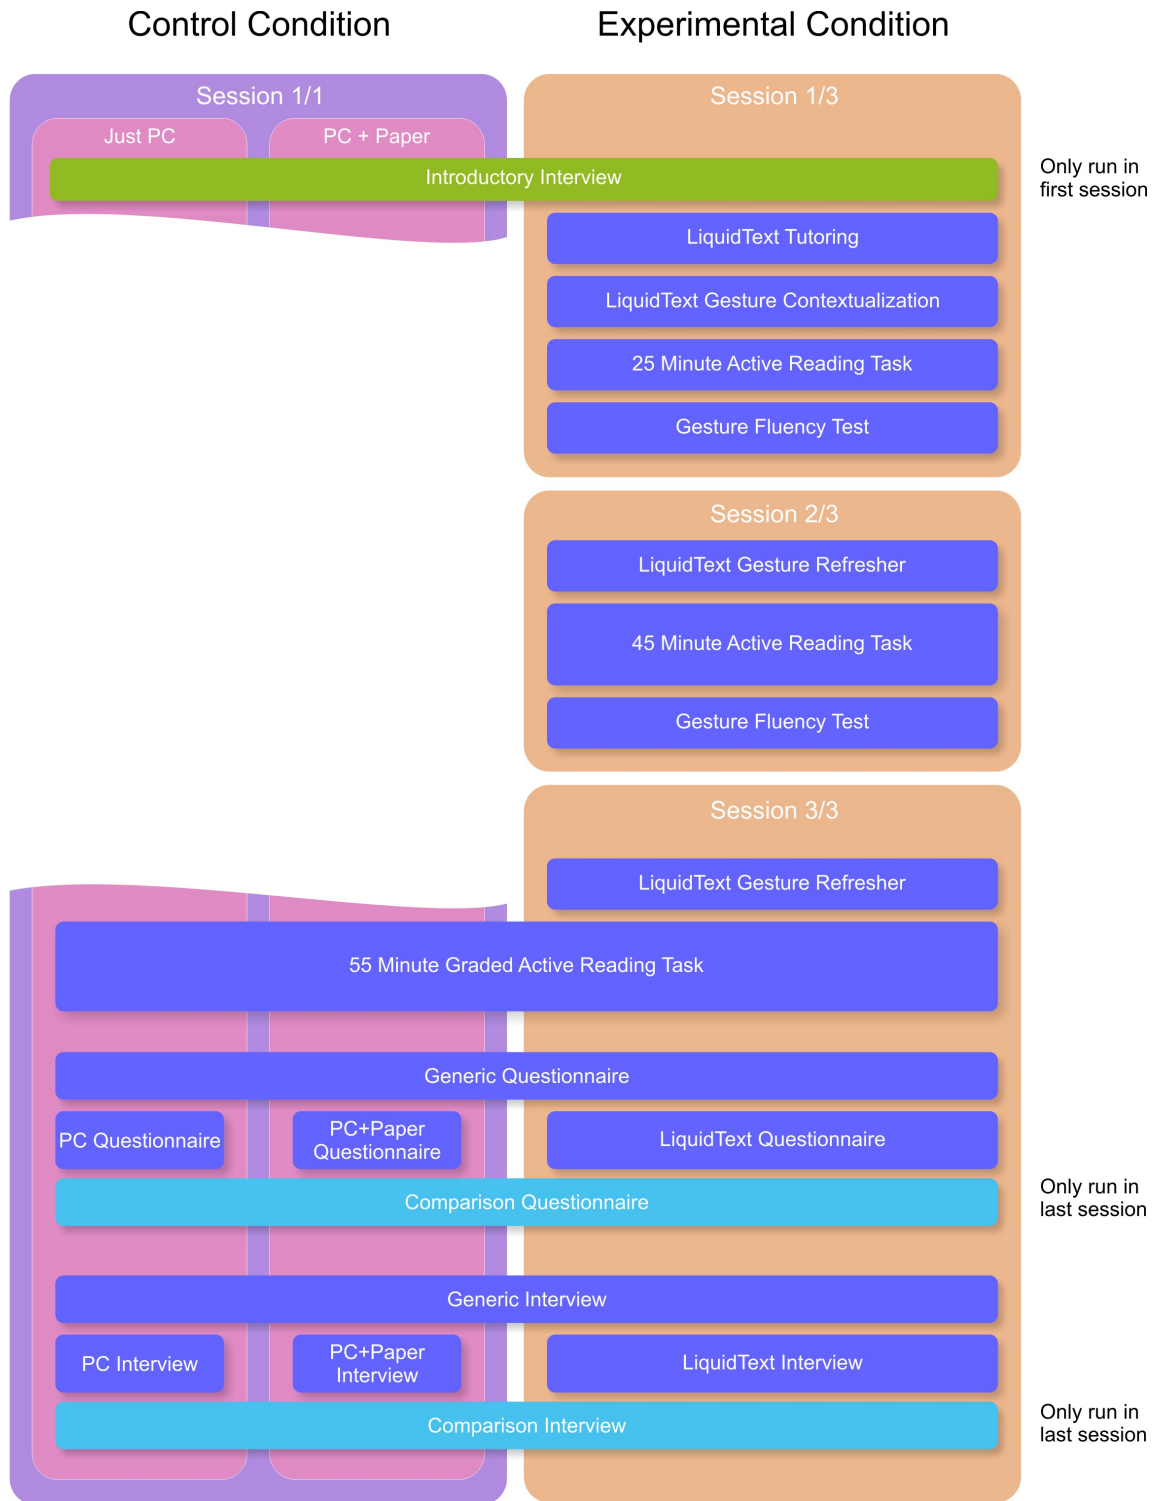 Control Condition
Experimental Condition
Session 1/1
Session 1/3
Just PC
PC + Paper
Introductory Interview
Only run in
first session
LiquidText Tutoring
LiquidText Gesture Contextualization
25 Minute Active Reading Task
Gesture Fluency Test
Session 2/3
LiquidText Gesture Refresher
45 Minute Active Reading Task
Gesture Fluency Test
Session 3/3
LiquidText Gesture Refresher
55 Minute Graded Active Reading Task
Generic Questionnaire
PC Questionnaire
PC+Paper
Questionnaire
LiquidText Questionnaire
Comparison Questionnaire
Only run in
last session
Generic Interview
PC Interview
PC+Paper
Interview
LiquidText Interview
Comparison Interview
Only run in
last session